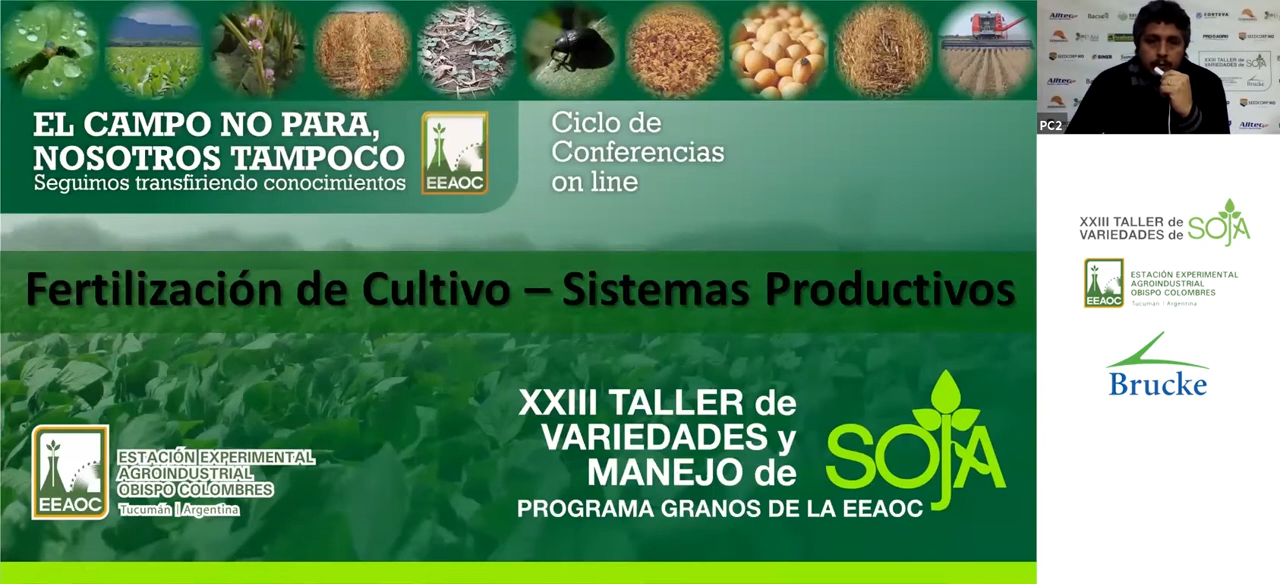 EL CAMPO NO PARA,
NOSOTROS TAMPOCO
Seguimos transfiriendo conocimientos
EEAOC
Ciclo de
Conferencias
on line
Fertilización de Cultivo – Sistemas Productivos
XXIII TALLER de
VARIEDADES y
MANEJO de
SOJA
PROGRAMA GRANOS DE LA EEAOC
EEAOC
ESTACIÓN EXPERIMENTAL
AGROINDUSTRIAL
OBISPO COLOMBRES
Tucumán | Argentina
PC2
Alltec
CORTEVA
XXIII TALLER de
VARIEDADES de
SOJA
EEAOC
ESTACIÓN EXPERIMENTAL
AGROINDUSTRIAL
OBISPO COLOMBRES
Tucumán | Argentina
Brucke